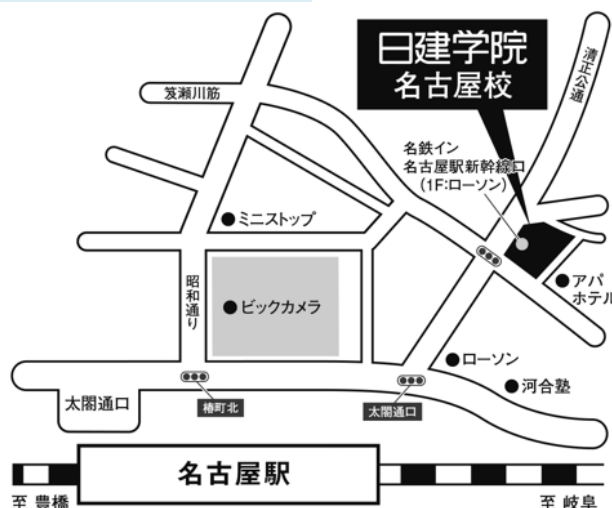 日建学院
名古屋校
清正公通
笈瀬川筋
名鉄イン
名古屋駅新幹線口
(1F:ローソン)
ミニストップ
アパ
ホテル
昭和通り
ビックカメラ
ローソン
河合塾
太閤通口
椿町北
太閤通口
名古屋駅
至 豊橋
至 岐阜